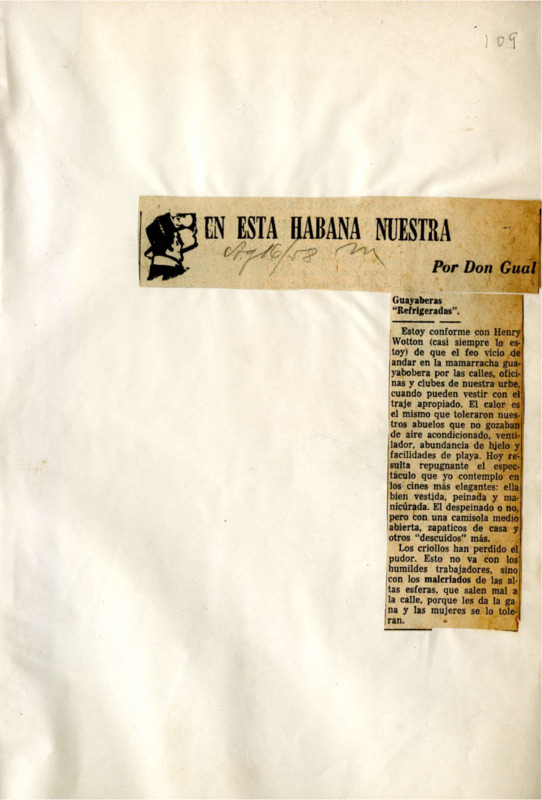 109
EN ESTA HABANA NUESTRA
Ag 16/58 M
Por Don Gual
Guayaberas
"Refrigeradas".
Estoy conforme con Henry
Wotton (casi siempre lo es-
toy) de que el feo vicio de
andar en la mamarracha gua-
yabobera por las calles, ofici-
nas y clubes de nuestra urbe,
cuando pueden vestir con el
traje apropiado. El calor es
el mismo que toleraron nues-
tros abuelos que no gozaban
de aire acondicionado, venti-
lador, abundancia de hielo y
facilidades de playa. Hoy re-
sulta repugnante el espec-
táculo que yo contemplo en
los cines más elegantes: ella
bien vestida, peinada y ma-
nicúrada. El despeinado o no,
pero con una camisola medio
abierta, zapaticos de casa y
otros "descuidos" más.
Los criollos han perdido el
pudor. Esto no va con los
humildes trabajadores, sino
con los malcriados de las al-
tas esferas, que salen mal a
la calle, porque les da la ga-
na y las mujeres se lo tole-
ran.